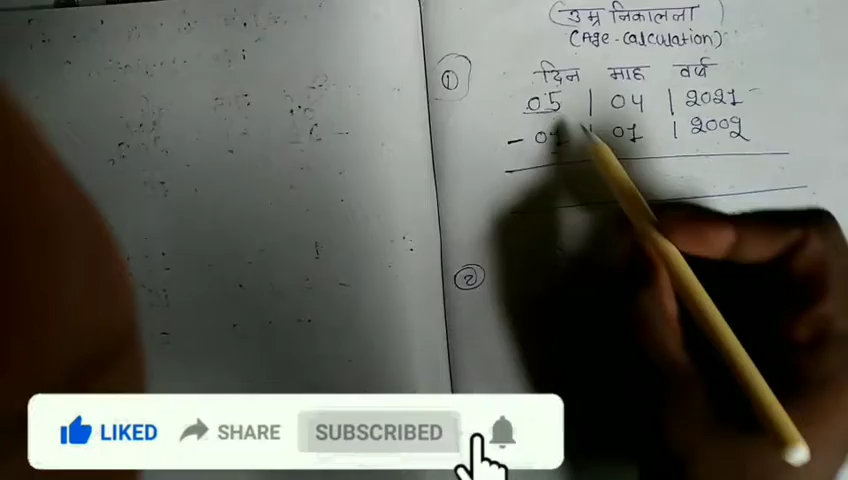 उम्र निकालना
(Age-Calculation)
① दिन माह वर्ष
05 | 04 | 2021
- 01 | 01 | 2002
②
LIKED SHARE SUBSCRIBED